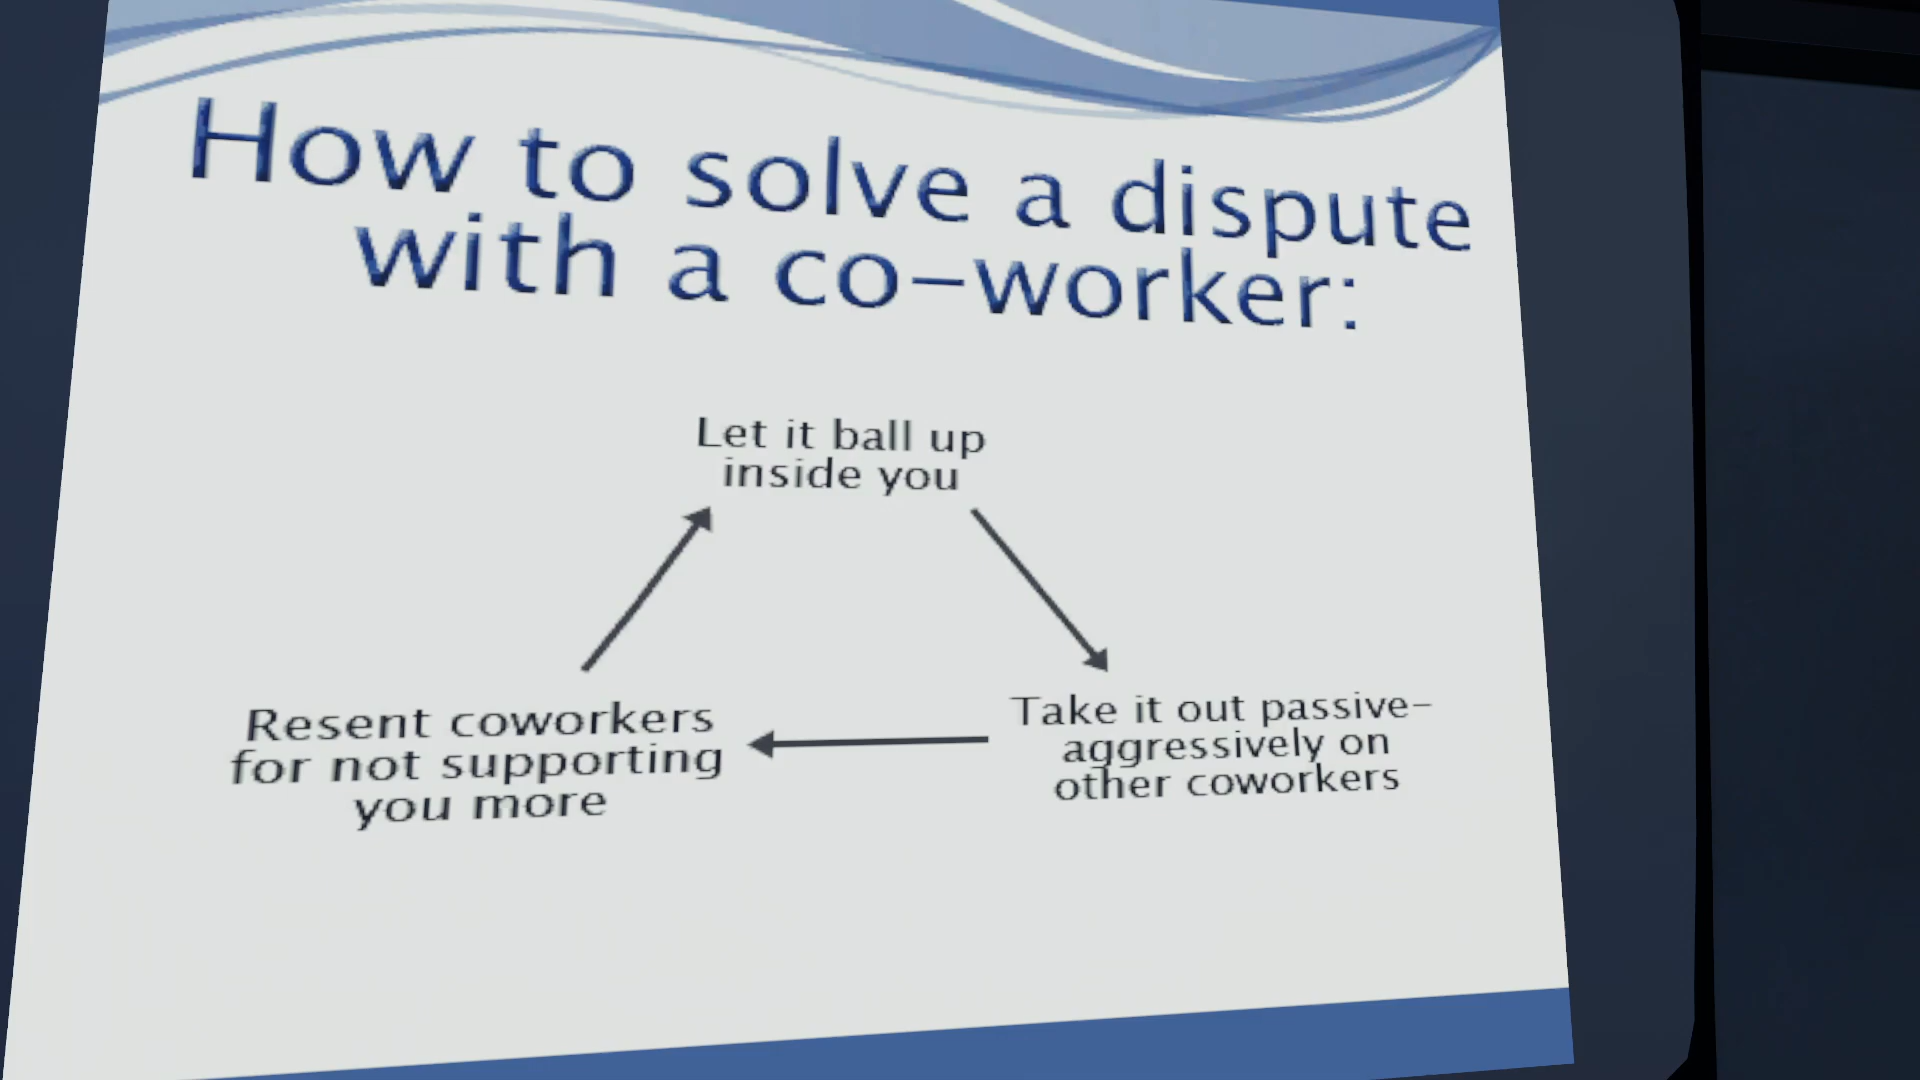 How to solve a dispute
with a co-worker:
Let it ball up
inside you
Take it out passive-
aggressively on
other coworkers
Resent coworkers
for not supporting
you more